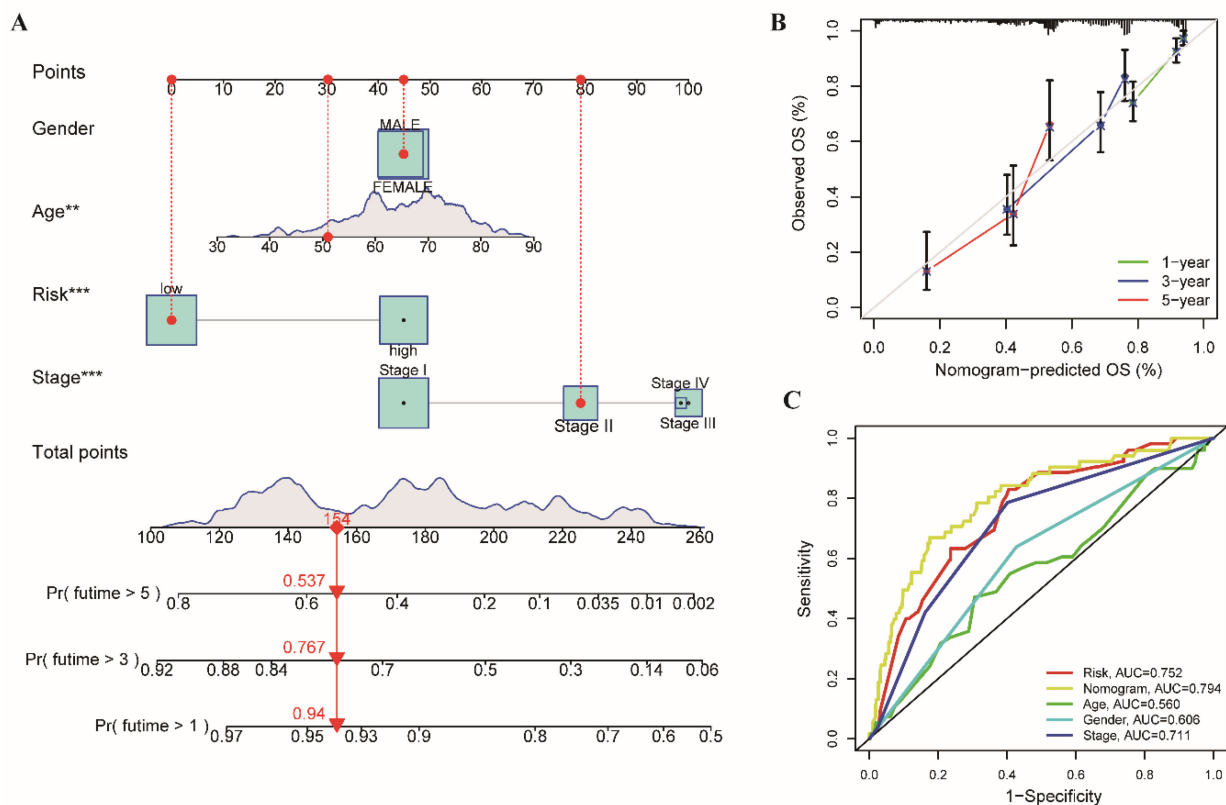 A
Points
0 10 20 30 40 50 60 70 80 90 100
Gender
MALE
FEMALE
Age**
30 40 50 60 70 80 90
Risk***
low
high
Stage***
Stage I
Stage II
Stage IV
Stage III
Total points
154
100 120 140 160 180 200 220 240 260
0.537
Pr( futime > 5)
0.8 0.6 0.4 0.2 0.1 0.035 0.01 0.002
0.767
Pr( futime > 3 )
0.92 0.88 0.84 0.7 0.5 0.3 0.14 0.06
0.94
Pr( futime > 1 )
0.97 0.95 0.93 0.9 0.8 0.7 0.6 0.5
B
Observed OS (%)
1.0
0.8
0.6
0.4
0.2
0.0
1-year
3-year
5-year
0.0 0.2 0.4 0.6 0.8 1.0
Nomogram-predicted OS (%)
C
Sensitivity
1.0
0.8
0.6
0.4
0.2
0.0
Risk, AUC=0.752
Nomogram, AUC=0.794
Age, AUC=0.560
Gender, AUC=0.606
Stage, AUC=0.711
0.0 0.2 0.4 0.6 0.8 1.0
1-Specificity